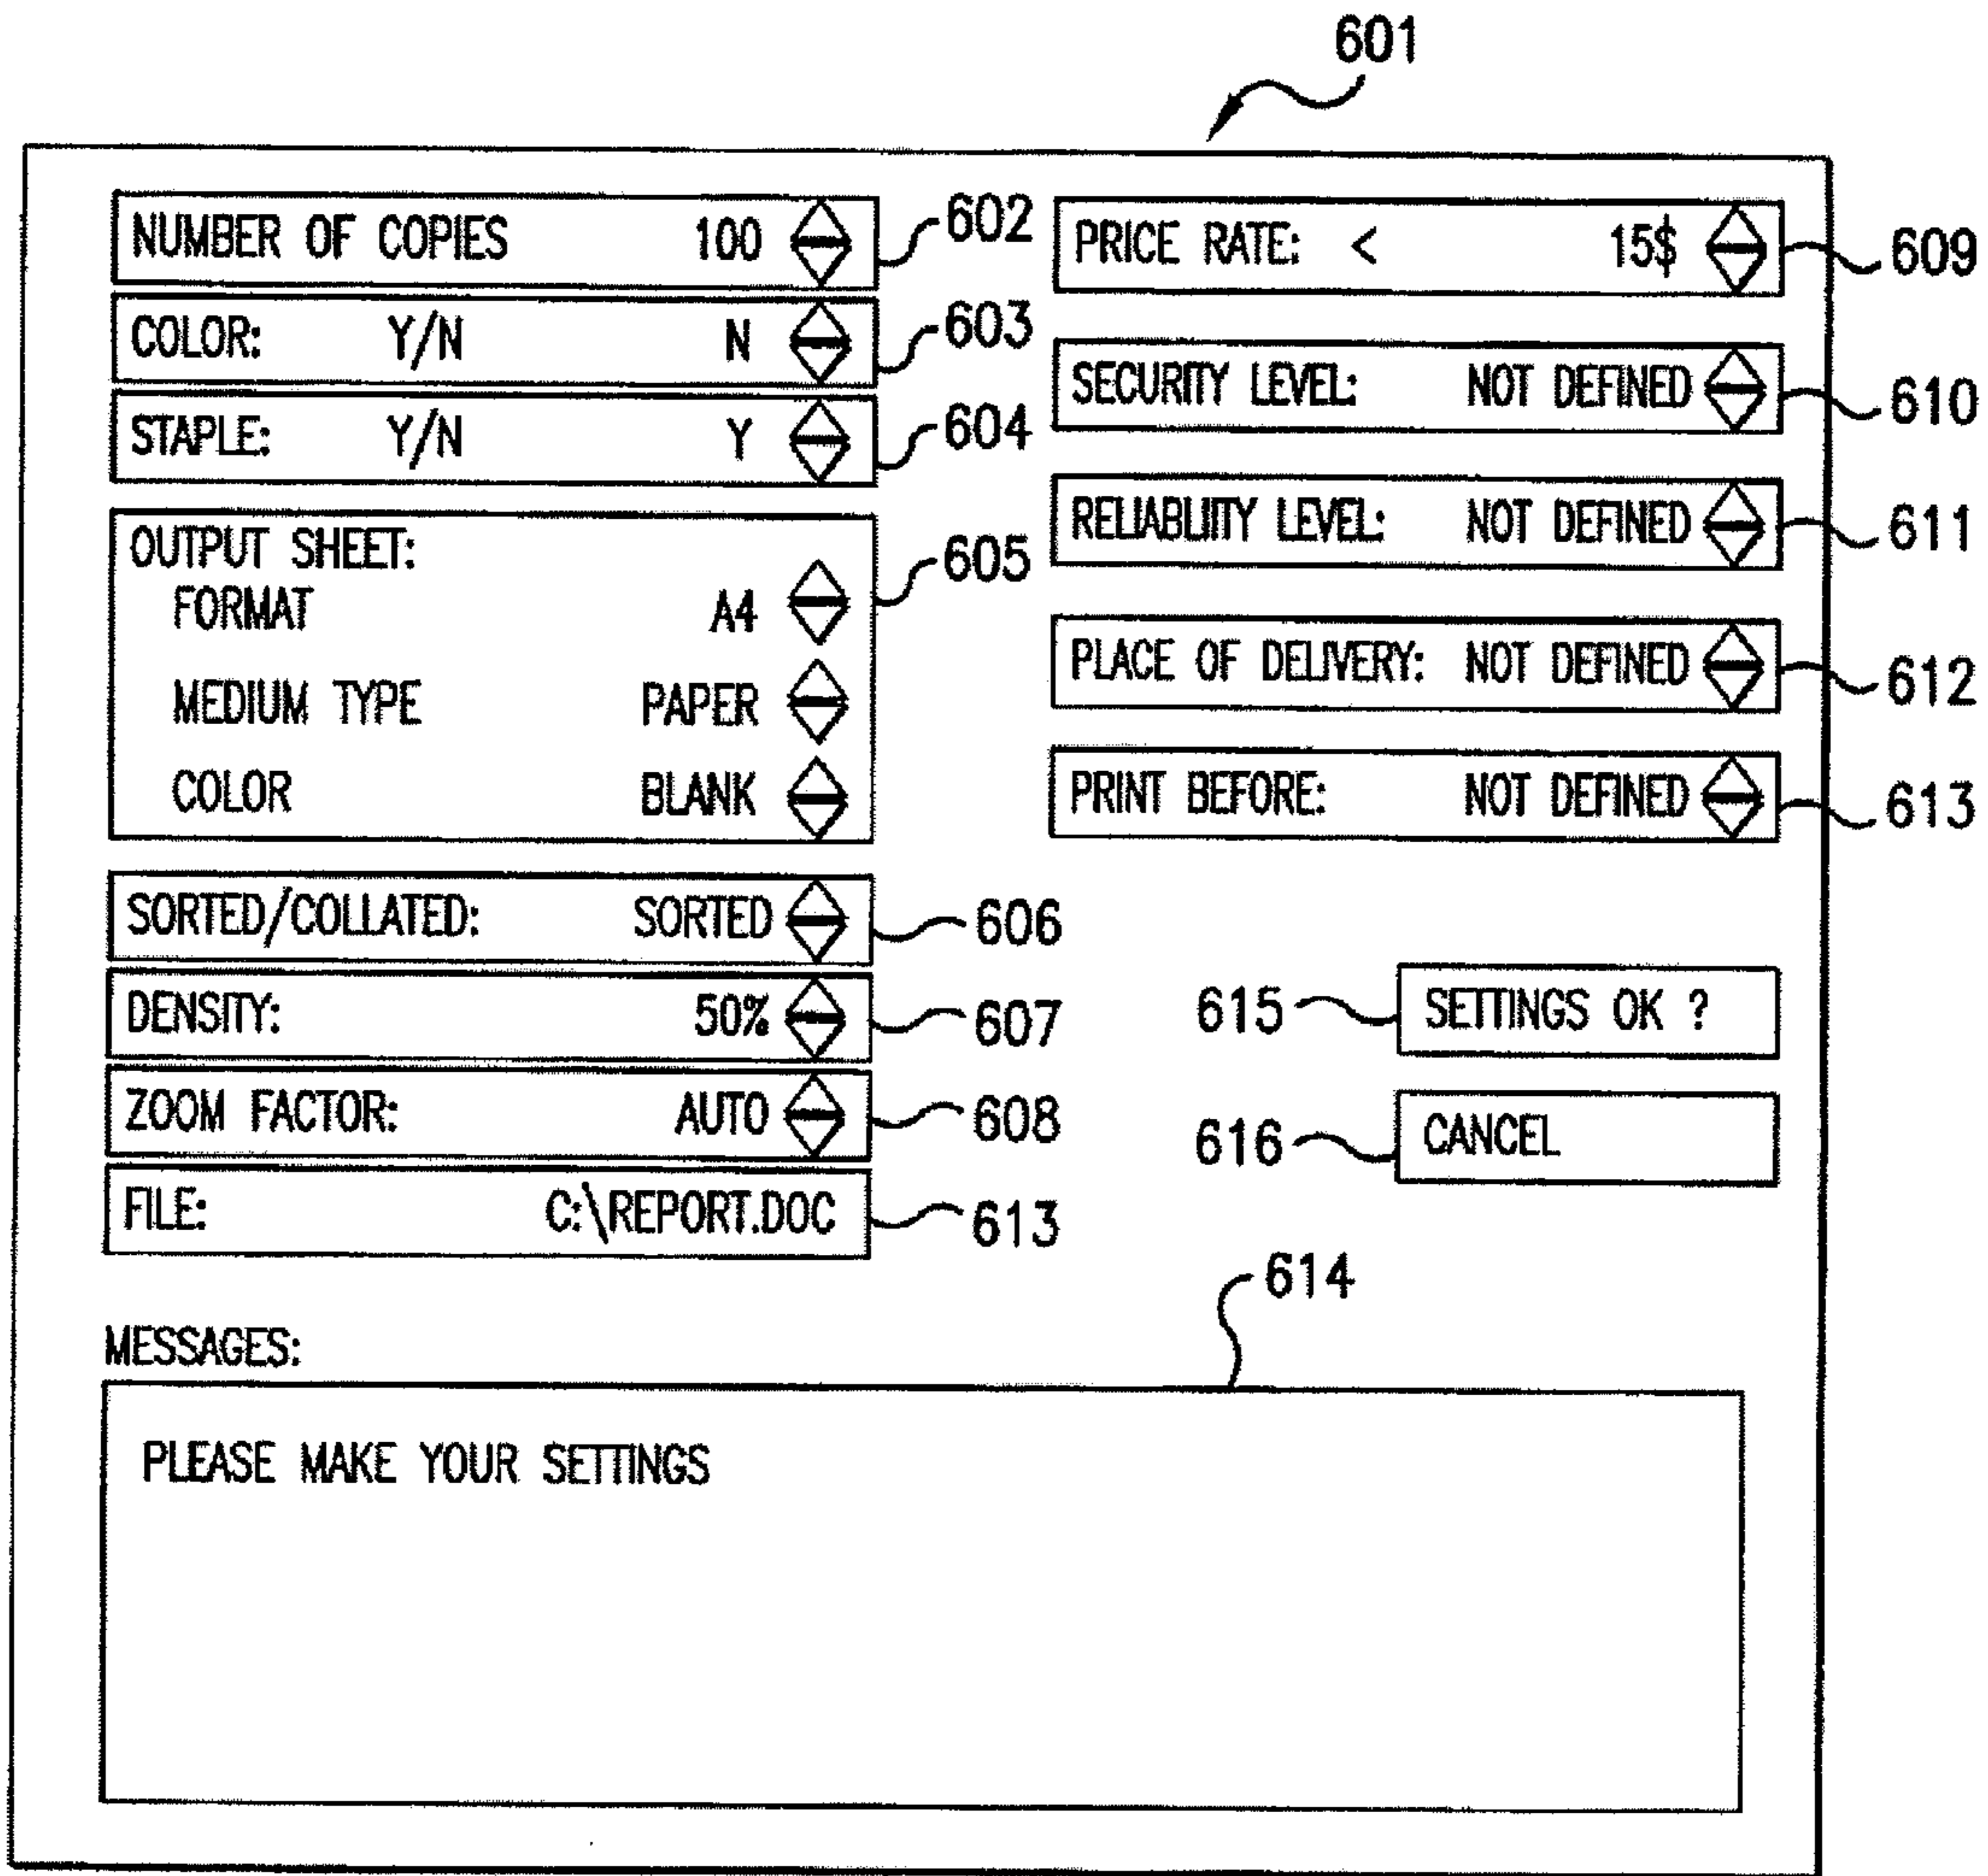 601
NUMBER OF COPIES 100 602
COLOR: Y/N N 603
STAPLE: Y/N Y 604
OUTPUT SHEET: 605
FORMAT A4
MEDIUM TYPE PAPER
COLOR BLANK
SORTED/COLLATED: SORTED 606
DENSITY: 50% 607
ZOOM FACTOR: AUTO 608
FILE: C:\REPORT.DOC 613
PRICE RATE: < 15$ 609
SECURITY LEVEL: NOT DEFINED 610
RELIABLIITY LEVEL: NOT DEFINED 611
PLACE OF DELIVERY: NOT DEFINED 612
PRINT BEFORE: NOT DEFINED 613
615 SETTINGS OK ?
616 CANCEL
614
MESSAGES:
PLEASE MAKE YOUR SETTINGS